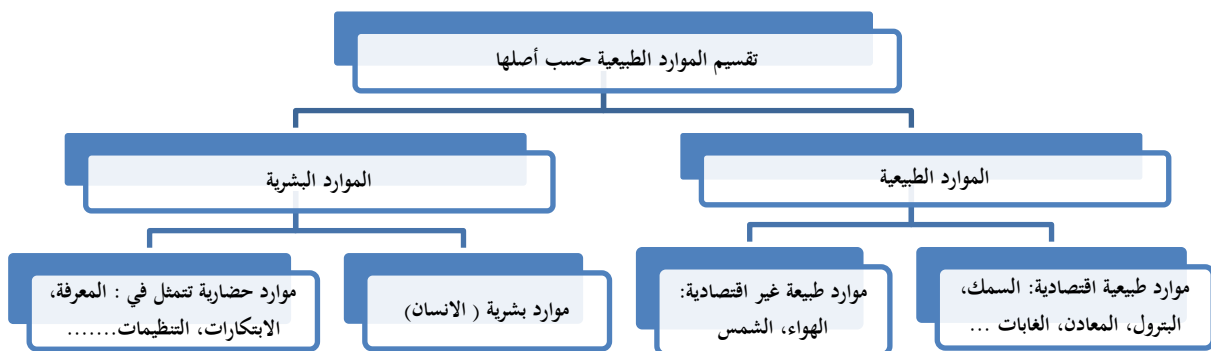 تقسيم الموارد الطبيعية حسب أصلها
الموارد الطبيعية
الموارد البشرية
موارد طبيعية اقتصادية: السمك،
البترول، المعادن، الغابات ...
موارد طبيعة غير اقتصادية:
الهواء، الشمس
موارد بشرية ( الانسان)
موارد حضارية تتمثل في : المعرفة،
الابتكارات، التنظيمات.......